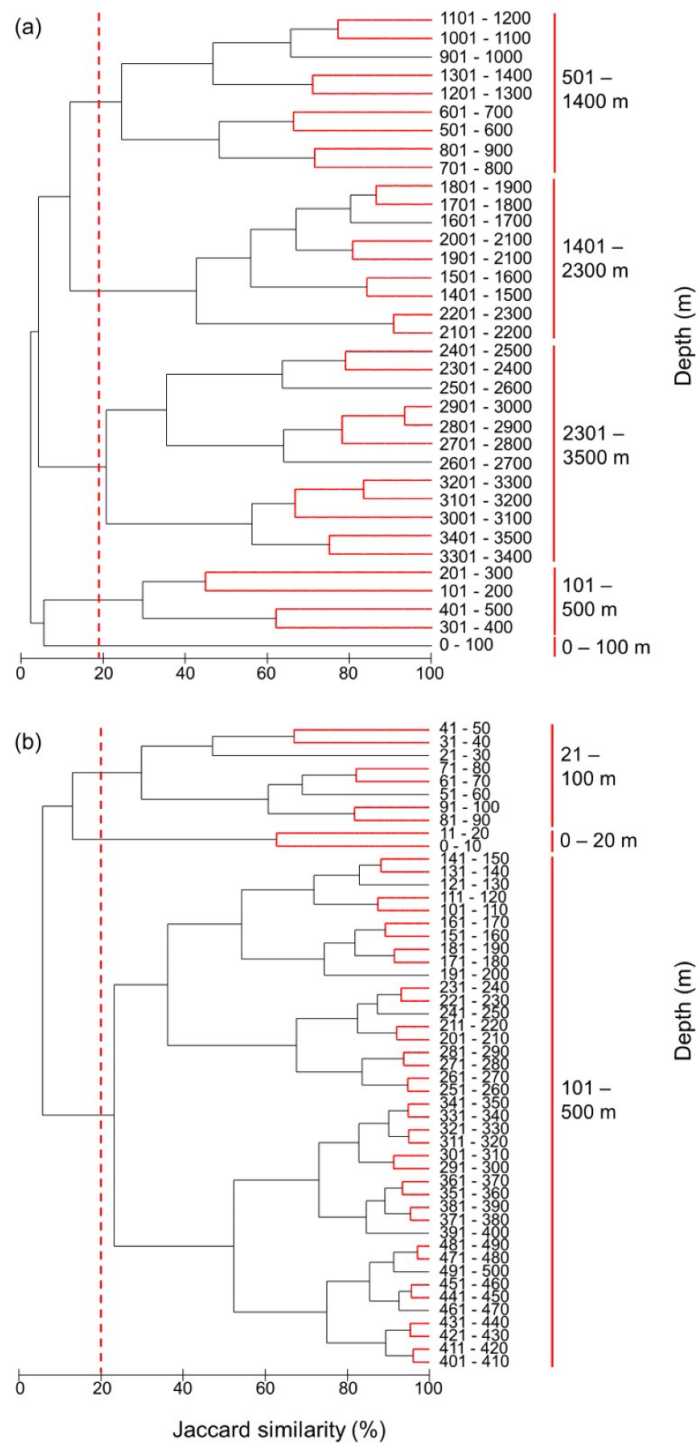 (a)
1101 - 1200
1001 - 1100
901 - 1000
1301 - 1400
1201 - 1300
601 - 700
501 - 600
801 - 900
701 - 800
1801 - 1900
1701 - 1800
1601 - 1700
2001 - 2100
1901 - 2100
1501 - 1600
1401 - 1500
2201 - 2300
2101 - 2200
2401 - 2500
2301 - 2400
2501 - 2600
2901 - 3000
2801 - 2900
2701 - 2800
2601 - 2700
3201 - 3300
3101 - 3200
3001 - 3100
3401 - 3500
3301 - 3400
201 - 300
101 - 200
401 - 500
301 - 400
0 - 100
501 –
1400 m
1401 –
2300 m
2301 –
3500 m
101 –
500 m
0 – 100 m
Depth (m)
0 20 40 60 80 100
(b)
41 - 50
31 - 40
21 - 30
71 - 80
61 - 70
51 - 60
91 - 100
81 - 90
11 - 20
0 - 10
141 - 150
131 - 140
121 - 130
111 - 120
101 - 110
161 - 170
151 - 160
181 - 190
171 - 180
191 - 200
231 - 240
221 - 230
241 - 250
211 - 220
201 - 210
281 - 290
271 - 280
261 - 270
251 - 260
341 - 350
331 - 340
321 - 330
311 - 320
301 - 310
291 - 300
361 - 370
351 - 360
381 - 390
371 - 380
391 - 400
481 - 490
471 - 480
491 - 500
451 - 460
441 - 450
461 - 470
431 - 440
421 - 430
411 - 420
401 - 410
21 –
100 m
0 – 20 m
101 –
500 m
Depth (m)
0 20 40 60 80 100
Jaccard similarity (%)